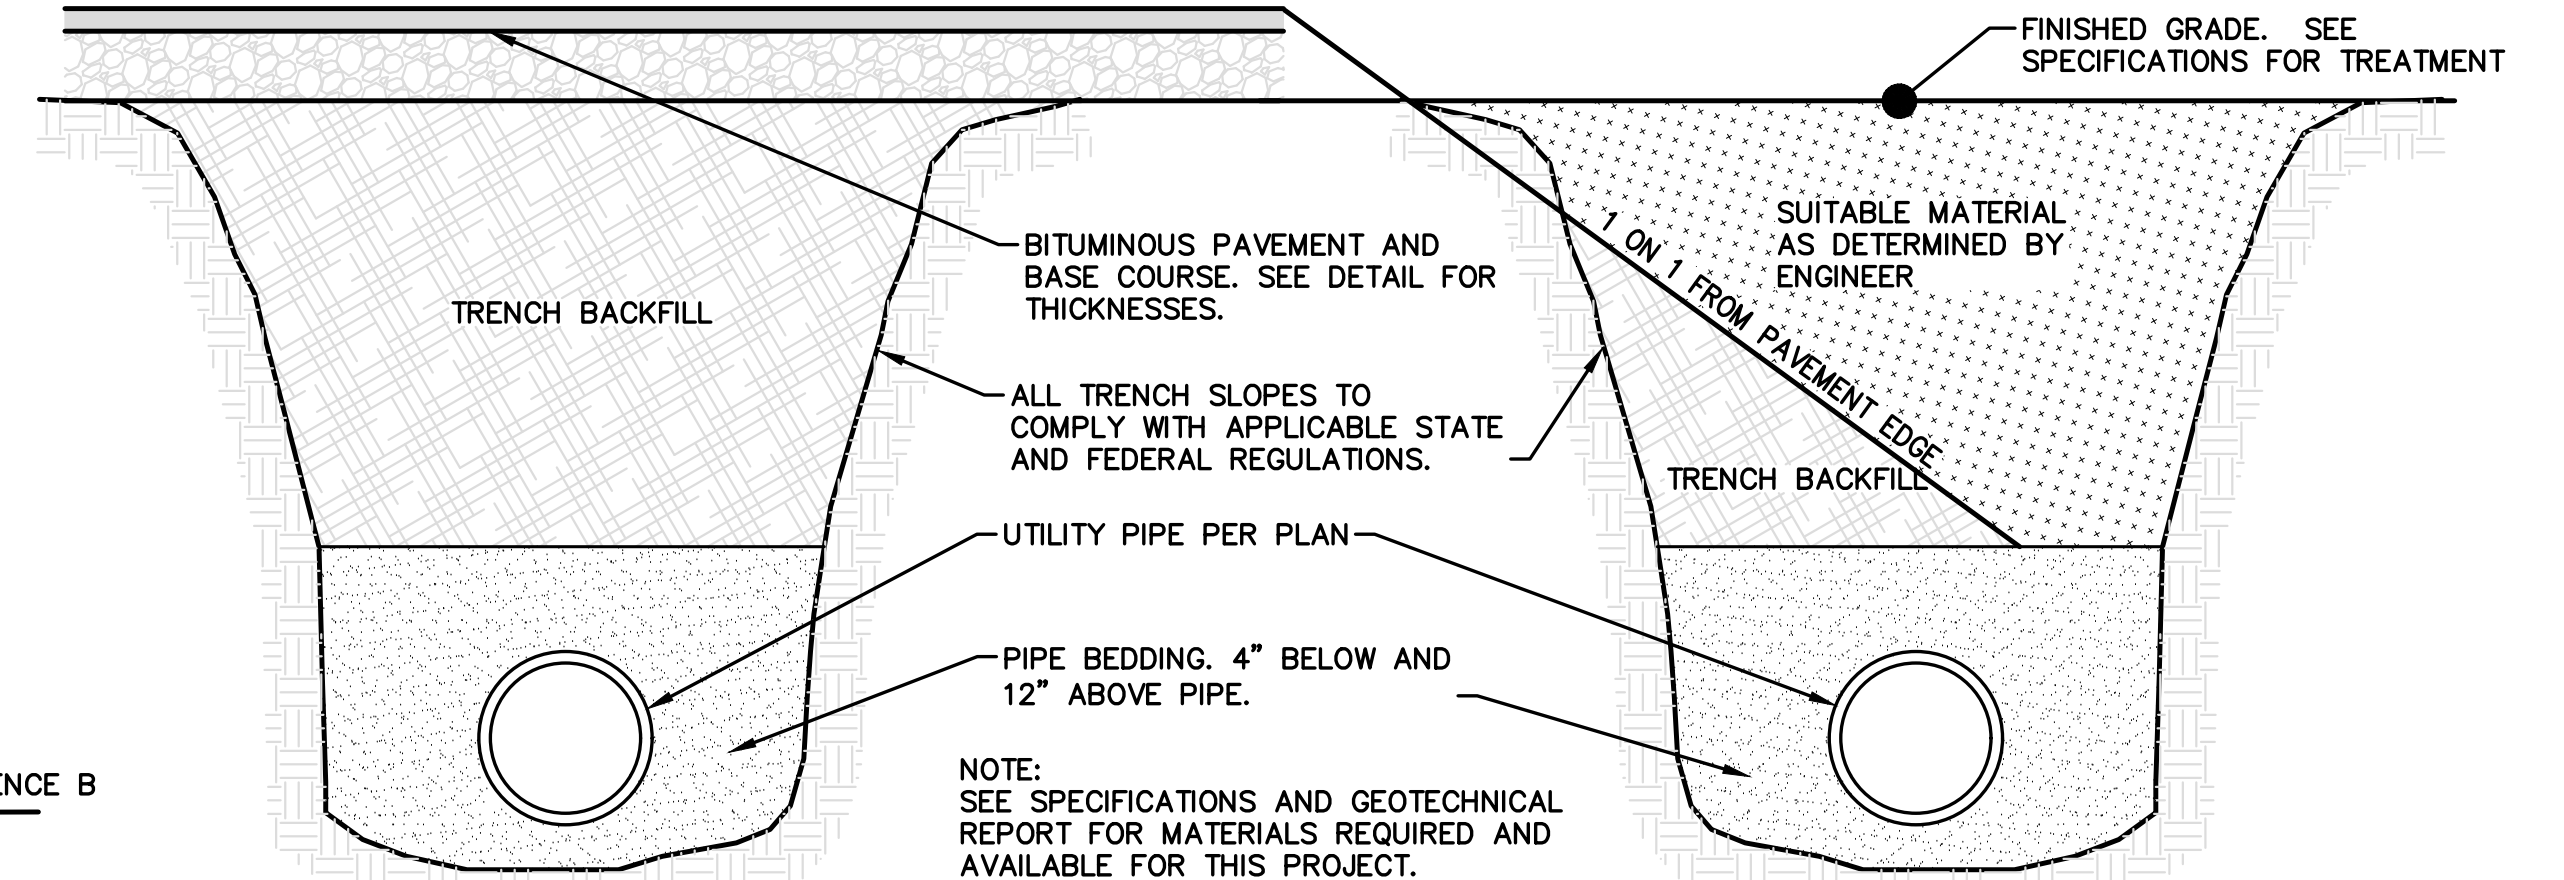 FINISHED GRADE. SEE
SPECIFICATIONS FOR TREATMENT
SUITABLE MATERIAL
AS DETERMINED BY
ENGINEER
1 ON 1 FROM PAVEMENT EDGE
BITUMINOUS PAVEMENT AND
BASE COURSE. SEE DETAIL FOR
THICKNESSES.
TRENCH BACKFILL
ALL TRENCH SLOPES TO
COMPLY WITH APPLICABLE STATE
AND FEDERAL REGULATIONS.
TRENCH BACKFILL
UTILITY PIPE PER PLAN
PIPE BEDDING. 4" BELOW AND
12" ABOVE PIPE.
NOTE:
SEE SPECIFICATIONS AND GEOTECHNICAL
REPORT FOR MATERIALS REQUIRED AND
AVAILABLE FOR THIS PROJECT.
B